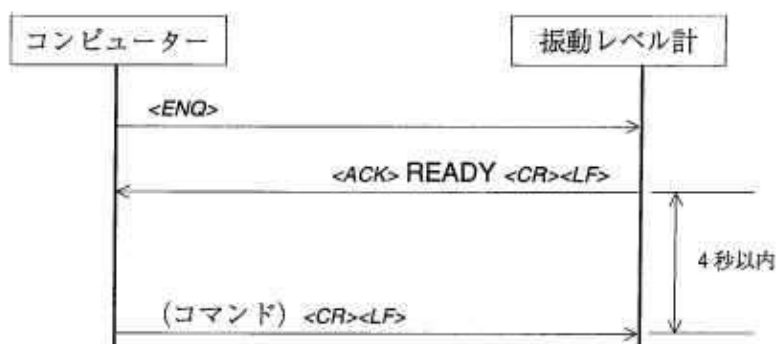 コンピューター
振動レベル計
<ENQ>
<ACK> READY <CR><LF>
4秒以内
(コマンド) <CR><LF>